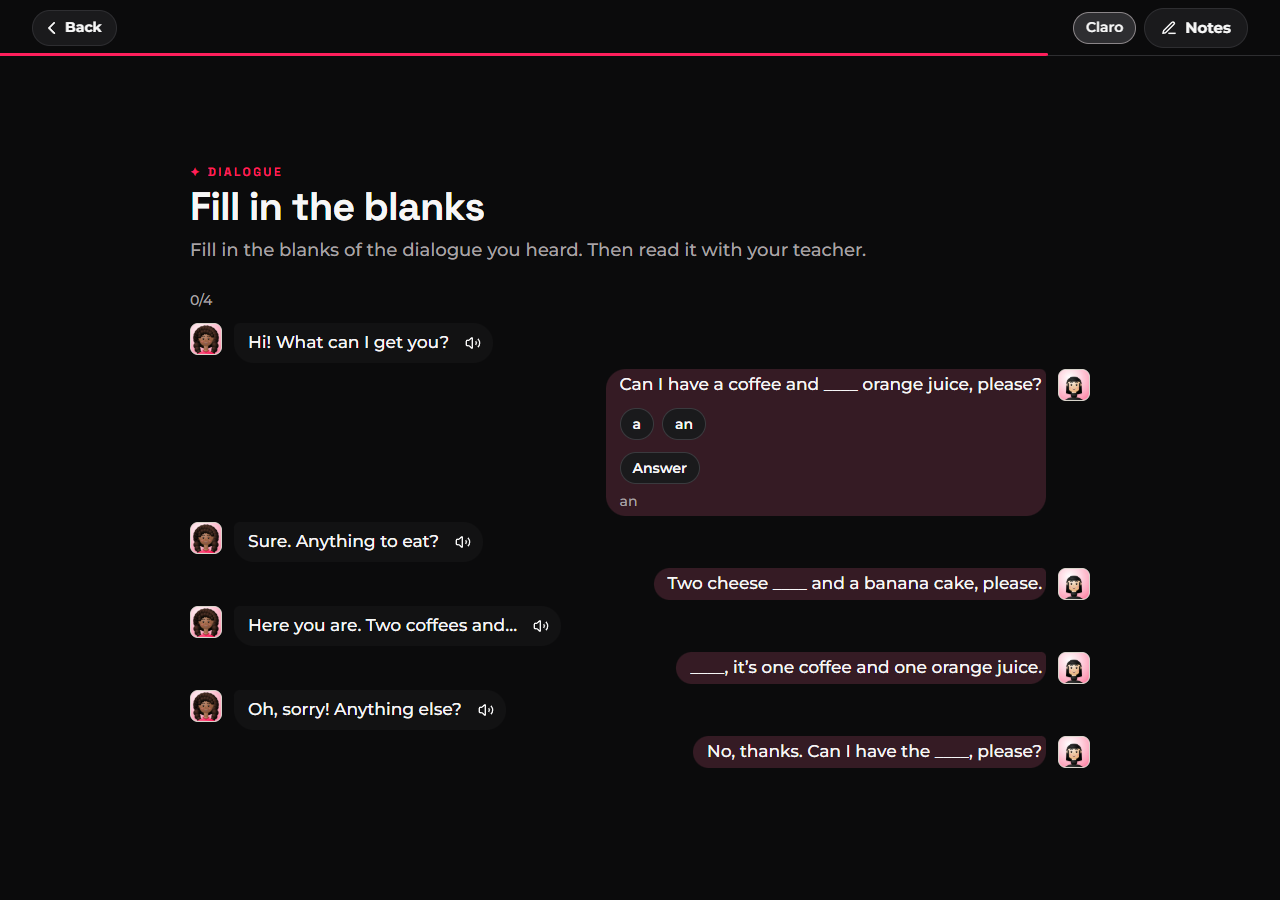 Back
Claro
Notes
✦ DIALOGUE
Fill in the blanks
Fill in the blanks of the dialogue you heard. Then read it with your teacher.
0/4
Hi! What can I get you?
Can I have a coffee and ____ orange juice, please?
a
an
Answer
an
Sure. Anything to eat?
Two cheese ____ and a banana cake, please.
Here you are. Two coffees and...
____, it’s one coffee and one orange juice.
Oh, sorry! Anything else?
No, thanks. Can I have the ____, please?